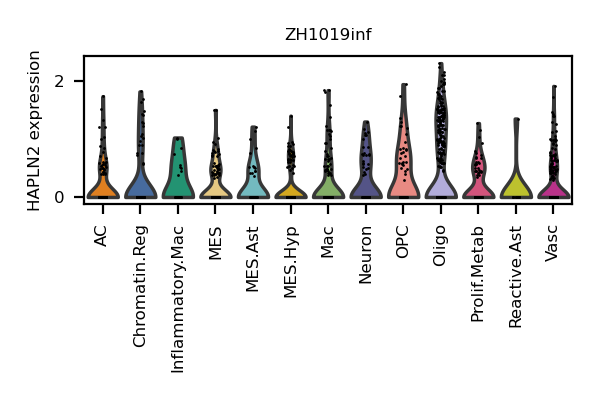 ZH1019inf
HAPLN2 expression
2
0
AC
Chromatin.Reg
Inflammatory.Mac
MES
MES.Ast
MES.Hyp
Mac
Neuron
OPC
Oligo
Prolif.Metab
Reactive.Ast
Vasc